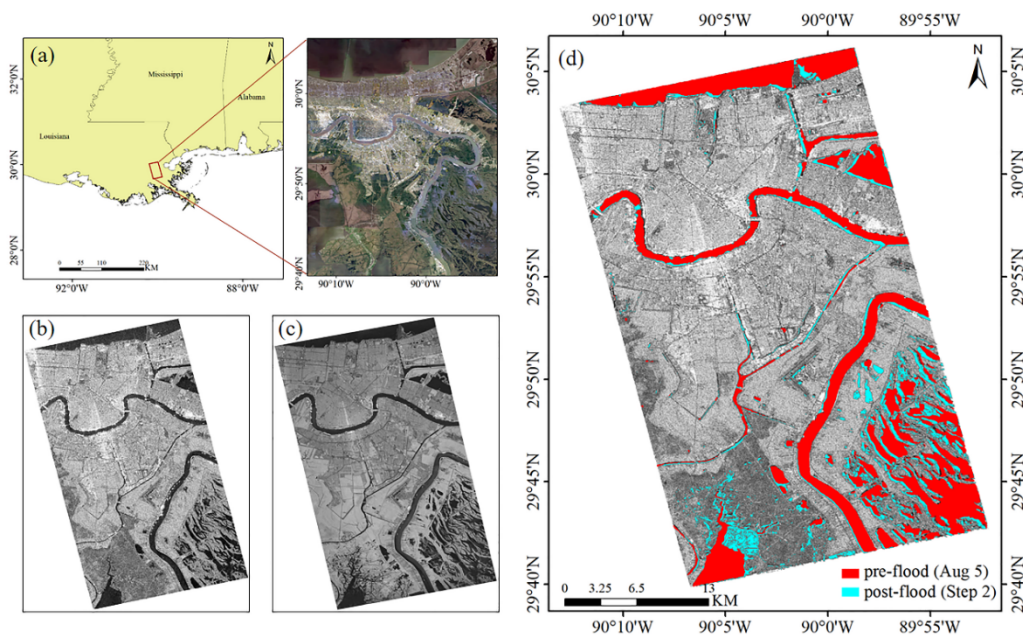 (a)
N
Mississippi
Alabama
Louisiana
32°0'N
30°0'N
28°0'N
0 55 110 220
KM
92°0'W 88°0'W
30°0'N
29°50'N
29°40'N
90°10'W 90°0'W
(b)
(c)
90°10'W 90°5'W 90°0'W 89°55'W
(d)
N
30°5'N
30°0'N
29°55'N
29°50'N
29°45'N
29°40'N
30°5'N
30°0'N
29°55'N
29°50'N
29°45'N
29°40'N
pre-flood (Aug 5)
post-flood (Step 2)
0 3.25 6.5 13
KM
90°10'W 90°5'W 90°0'W 89°55'W